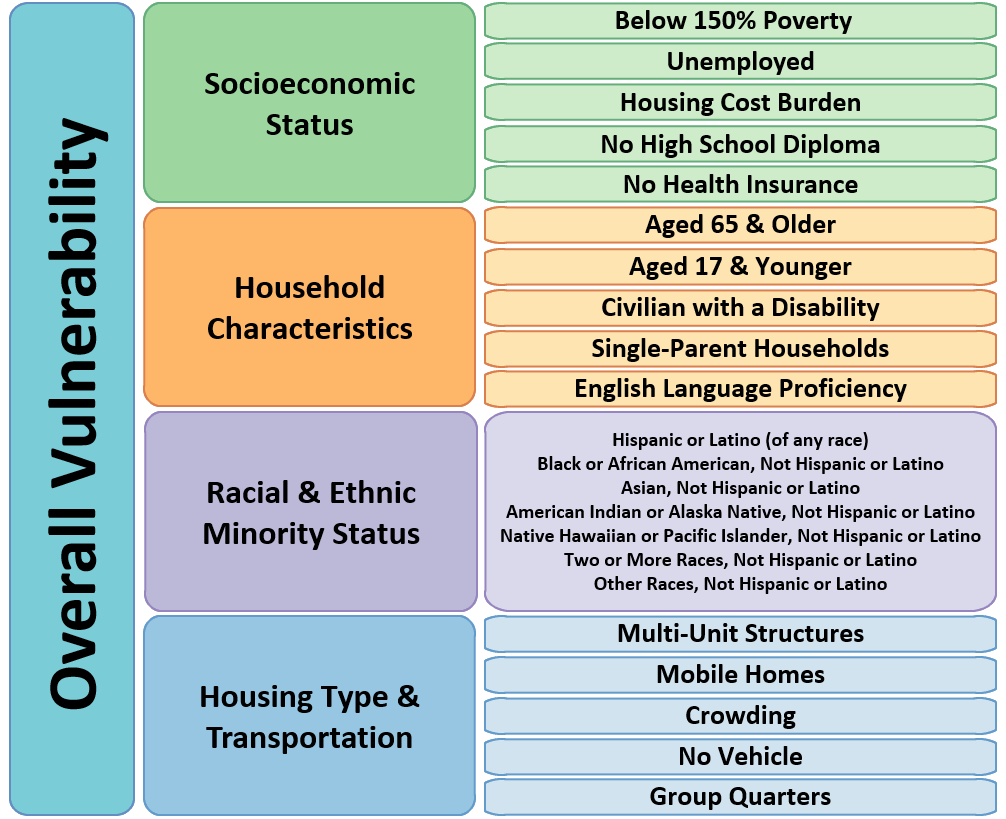 Overall Vulnerability
Socioeconomic
Status
Below 150% Poverty
Unemployed
Housing Cost Burden
No High School Diploma
No Health Insurance
Household
Characteristics
Aged 65 & Older
Aged 17 & Younger
Civilian with a Disability
Single-Parent Households
English Language Proficiency
Racial & Ethnic
Minority Status
Hispanic or Latino (of any race)
Black or African American, Not Hispanic or Latino
Asian, Not Hispanic or Latino
American Indian or Alaska Native, Not Hispanic or Latino
Native Hawaiian or Pacific Islander, Not Hispanic or Latino
Two or More Races, Not Hispanic or Latino
Other Races, Not Hispanic or Latino
Housing Type &
Transportation
Multi-Unit Structures
Mobile Homes
Crowding
No Vehicle
Group Quarters